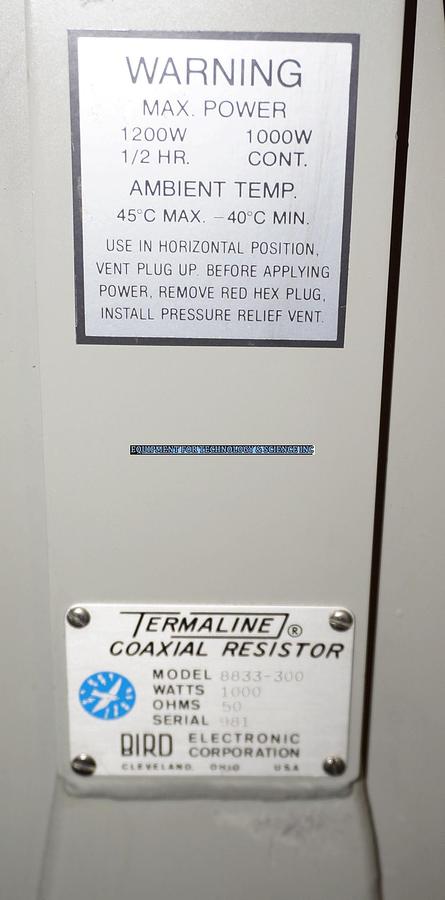 WARNING
MAX. POWER
1200W 1000W
1/2 HR. CONT.
AMBIENT TEMP.
45°C MAX. -40°C MIN.
USE IN HORIZONTAL POSITION,
VENT PLUG UP. BEFORE APPLYING
POWER, REMOVE RED HEX PLUG,
INSTALL PRESSURE RELIEF VENT.
EQUIPMENT FOR TECHNOLOGY & SCIENCE INC
TERMALINE®
COAXIAL RESISTOR
MODEL 8833-300
WATTS 1000
OHMS 50
SERIAL 981
BIRD ELECTRONIC
CORPORATION
CLEVELAND, OHIO USA